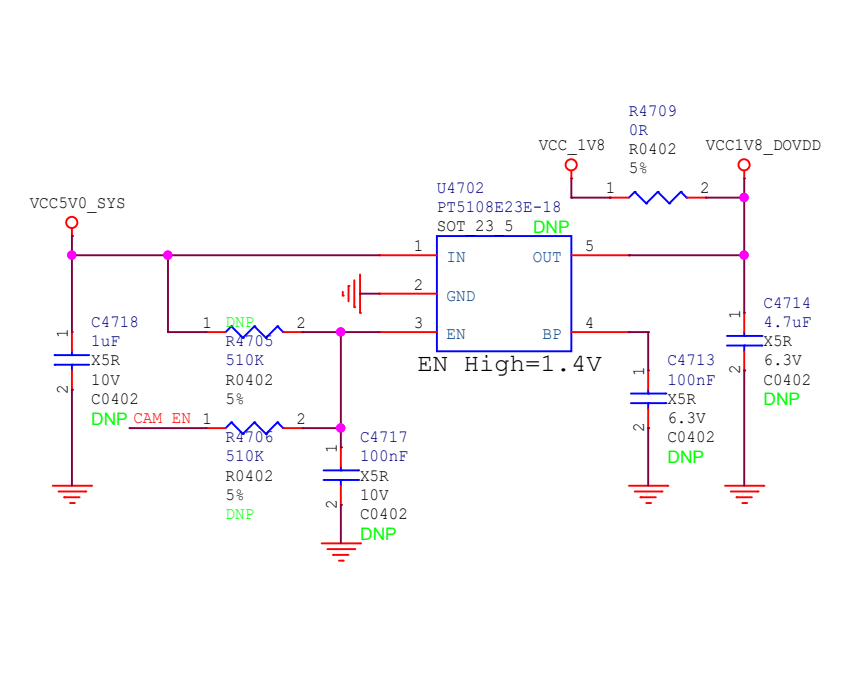 R4709
0R
R0402
5%
VCC_1V8
VCC1V8_DOVDD
1
2
VCC5V0_SYS
U4702
PT5108E23E-18
SOT_23_5
DNP
1
IN
OUT
5
2
GND
3
EN
BP
4
EN High=1.4V
1
DNP
2
R4705
510K
R0402
5%
1
2
C4718
1uF
X5R
10V
C0402
DNP
CAM_EN
1
2
R4706
510K
R0402
5%
DNP
1
2
C4717
100nF
X5R
10V
C0402
DNP
1
2
C4713
100nF
X5R
6.3V
C0402
DNP
1
2
C4714
4.7uF
X5R
6.3V
C0402
DNP